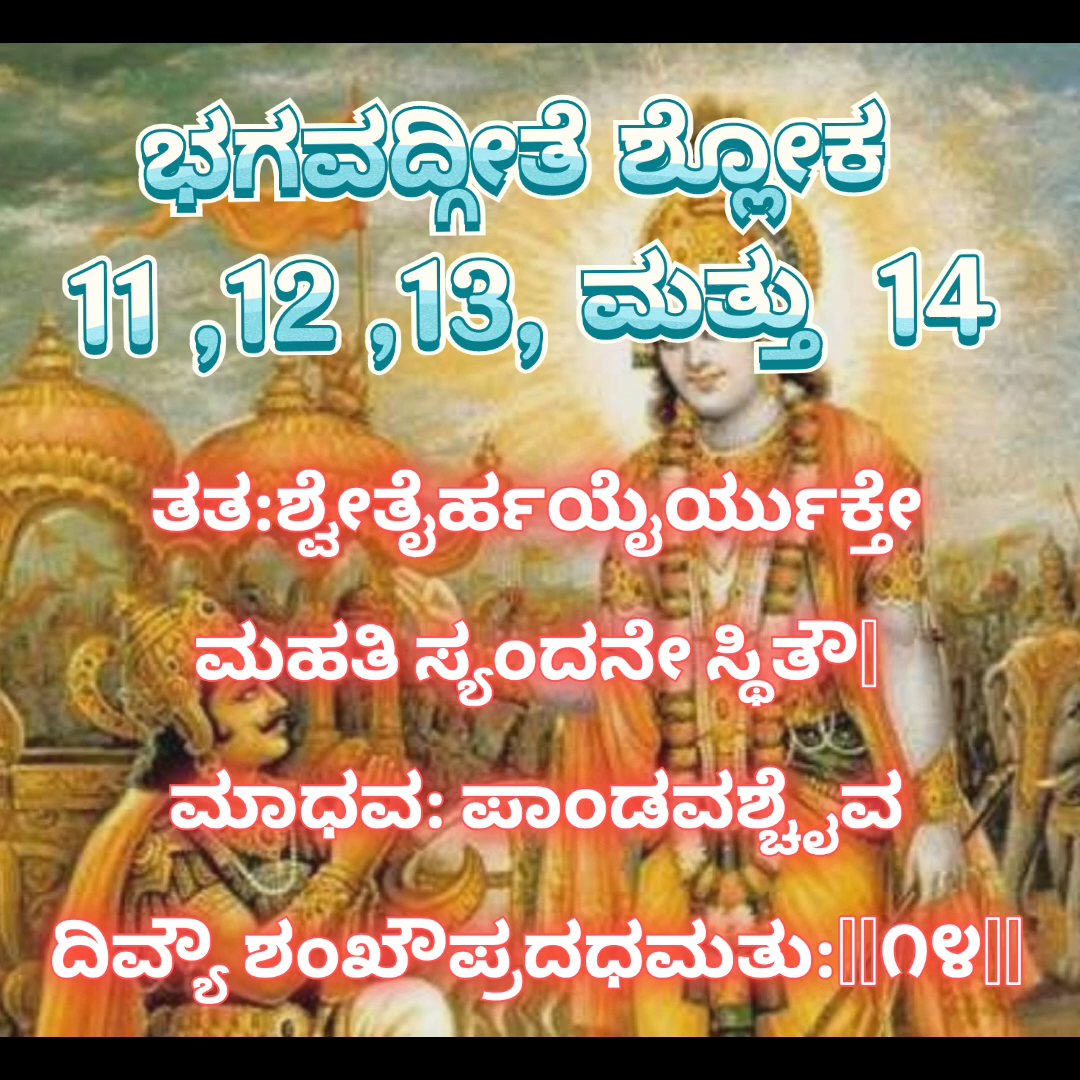 ಭಗವದ್ಗೀತೆ ಶ್ಲೋಕ
11 ,12 ,13, ಮತ್ತು 14
ತತ:ಶ್ವೇತೈರ್ಹಯೈರ್ಯುಕ್ತೇ
ಮಹತಿ ಸ್ಯಂದನೇ ಸ್ಥಿತೌ|
ಮಾಧವ: ಪಾಂಡವಶ್ಚೈವ
ದಿವ್ಯೌ ಶಂಖೌಪ್ರದಧಮತು:||೧೪||